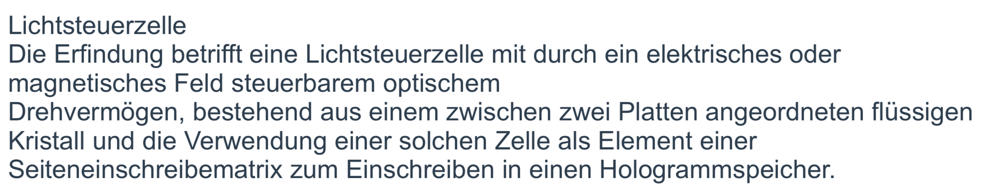 Lichtsteuerzelle
Die Erfindung betrifft eine Lichtsteuerzelle mit durch ein elektrisches oder
magnetisches Feld steuerbarem optischem
Drehvermögen, bestehend aus einem zwischen zwei Platten angeordneten flüssigen
Kristall und die Verwendung einer solchen Zelle als Element einer
Seiteneinschreibematrix zum Einschreiben in einen Hologrammspeicher.